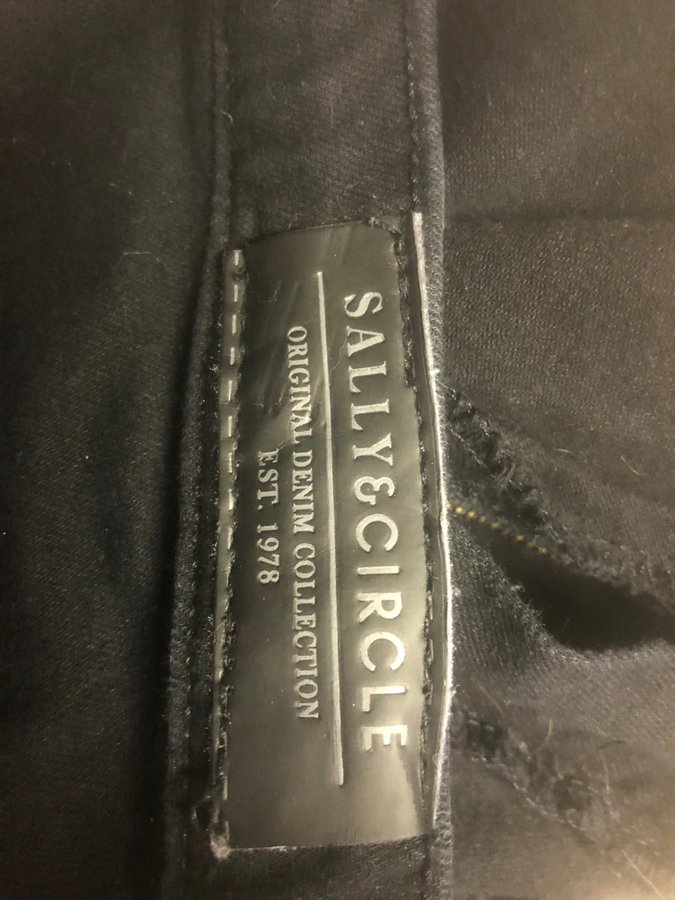 SALLY&CIRCLE
ORIGINAL DENIM COLLECTION
EST. 1978